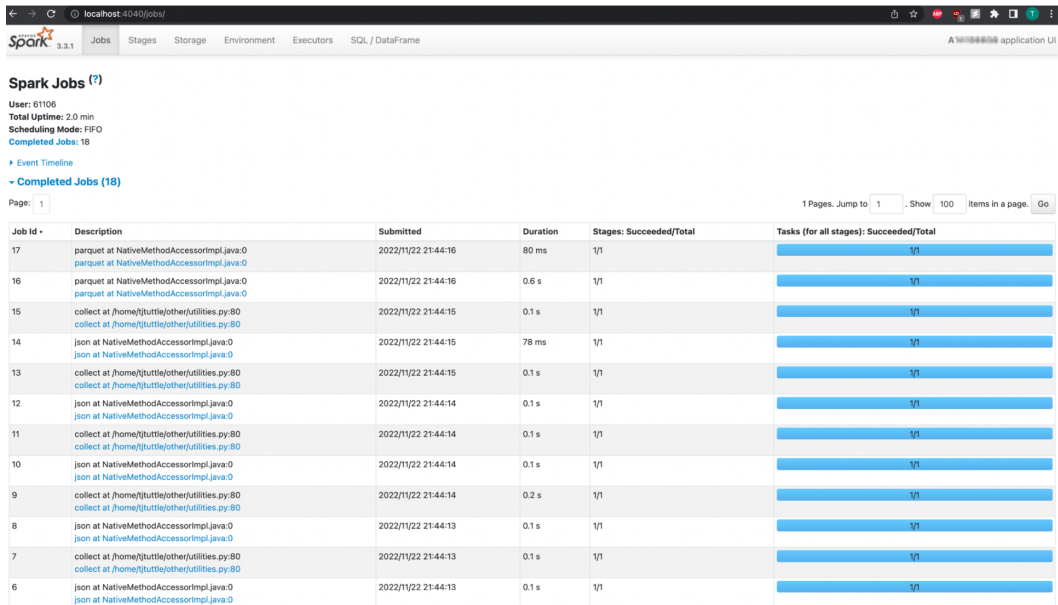 localhost:4040/jobs/
ABP
T
APACHE Spark 3.3.1 Jobs Stages Storage Environment Executors SQL / DataFrame application UI
Spark Jobs (?)
User: 61106
Total Uptime: 2.0 min
Scheduling Mode: FIFO
Completed Jobs: 18
Event Timeline
Completed Jobs (18)
Page: 1 1 Pages. Jump to 1 . Show 100 items in a page. Go
Job Id Description Submitted Duration Stages: Succeeded/Total Tasks (for all stages): Succeeded/Total
17 parquet at NativeMethodAccessorImpl.java:0 2022/11/22 21:44:16 80 ms 1/1 1/1
parquet at NativeMethodAccessorImpl.java:0
16 parquet at NativeMethodAccessorImpl.java:0 2022/11/22 21:44:16 0.6 s 1/1 1/1
parquet at NativeMethodAccessorImpl.java:0
15 collect at /home/tjtuttle/other/utilities.py:80 2022/11/22 21:44:15 0.1 s 1/1 1/1
collect at /home/tjtuttle/other/utilities.py:80
14 json at NativeMethodAccessorImpl.java:0 2022/11/22 21:44:15 78 ms 1/1 1/1
json at NativeMethodAccessorImpl.java:0
13 collect at /home/tjtuttle/other/utilities.py:80 2022/11/22 21:44:15 0.1 s 1/1 1/1
collect at /home/tjtuttle/other/utilities.py:80
12 json at NativeMethodAccessorImpl.java:0 2022/11/22 21:44:14 0.1 s 1/1 1/1
json at NativeMethodAccessorImpl.java:0
11 collect at /home/tjtuttle/other/utilities.py:80 2022/11/22 21:44:14 0.1 s 1/1 1/1
collect at /home/tjtuttle/other/utilities.py:80
10 json at NativeMethodAccessorImpl.java:0 2022/11/22 21:44:14 0.1 s 1/1 1/1
json at NativeMethodAccessorImpl.java:0
9 collect at /home/tjtuttle/other/utilities.py:80 2022/11/22 21:44:14 0.2 s 1/1 1/1
collect at /home/tjtuttle/other/utilities.py:80
8 json at NativeMethodAccessorImpl.java:0 2022/11/22 21:44:13 0.1 s 1/1 1/1
json at NativeMethodAccessorImpl.java:0
7 collect at /home/tjtuttle/other/utilities.py:80 2022/11/22 21:44:13 0.1 s 1/1 1/1
collect at /home/tjtuttle/other/utilities.py:80
6 json at NativeMethodAccessorImpl.java:0 2022/11/22 21:44:13 0.1 s 1/1 1/1
json at NativeMethodAccessorImpl.java:0